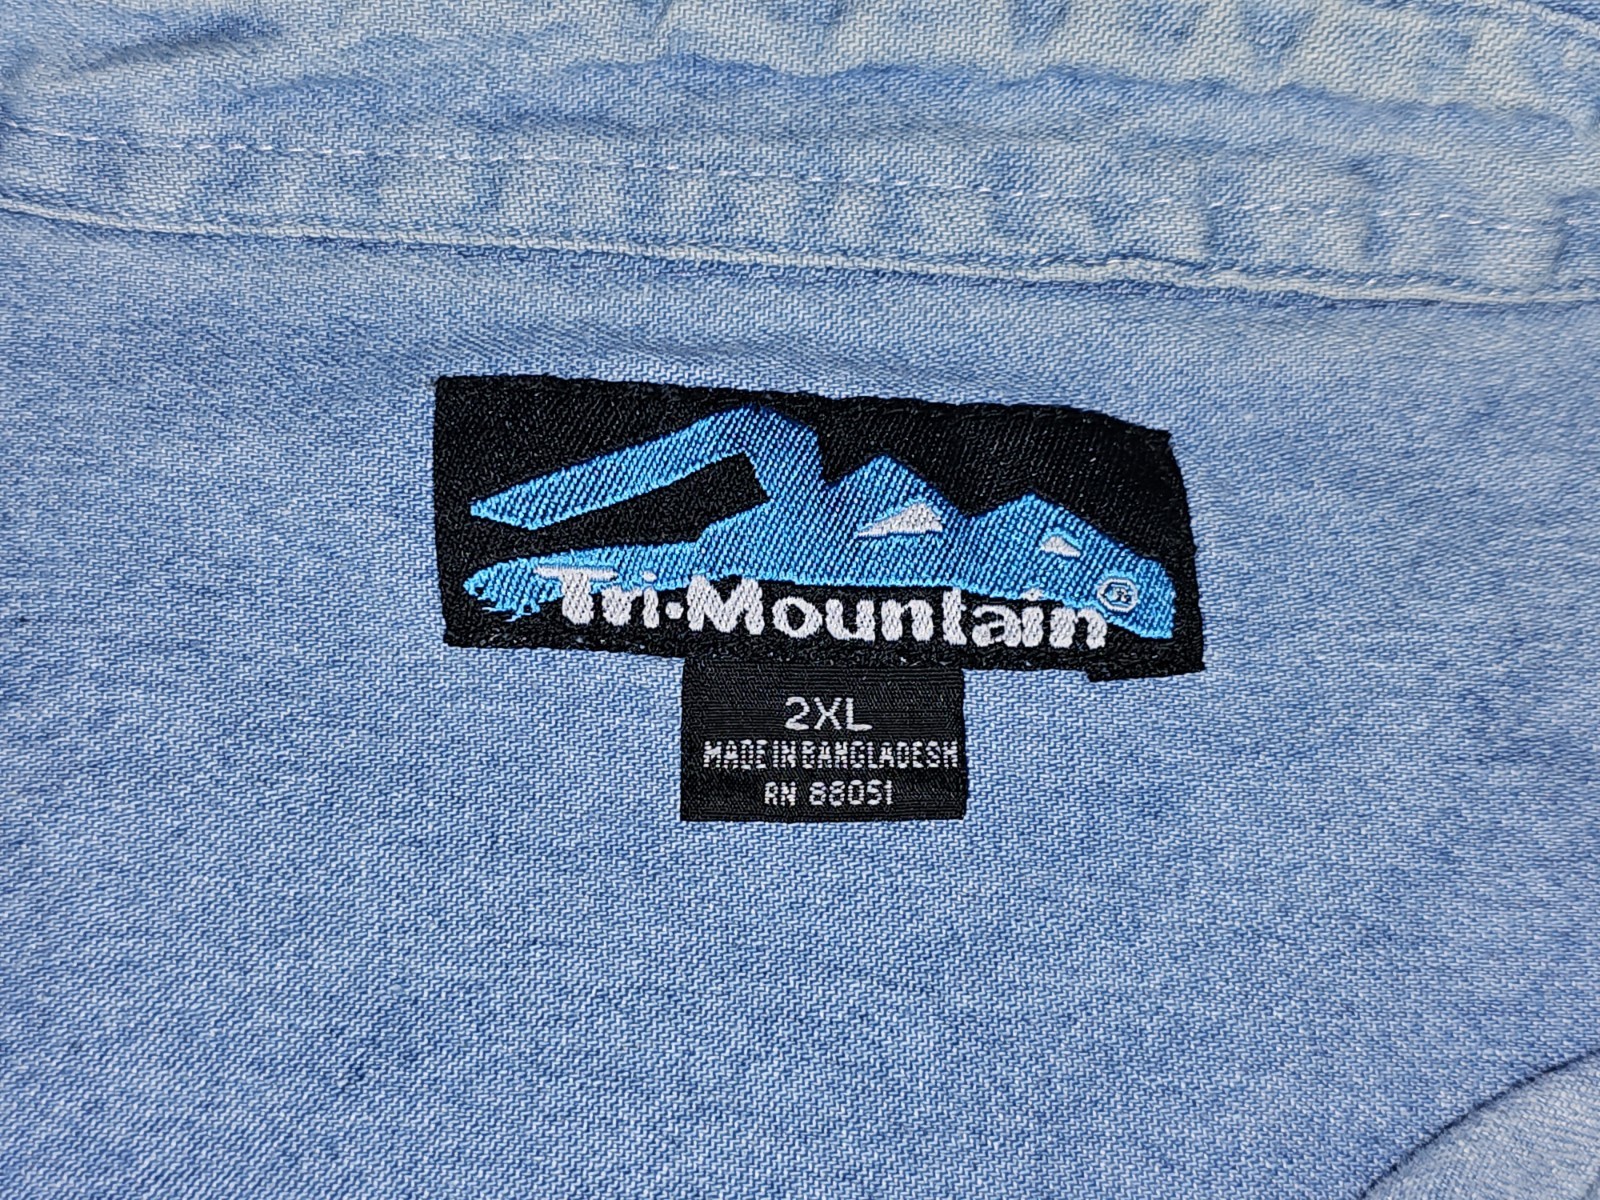 Tri-Mountain ®
2XL
MADE IN BANGLADESH
RN 88051